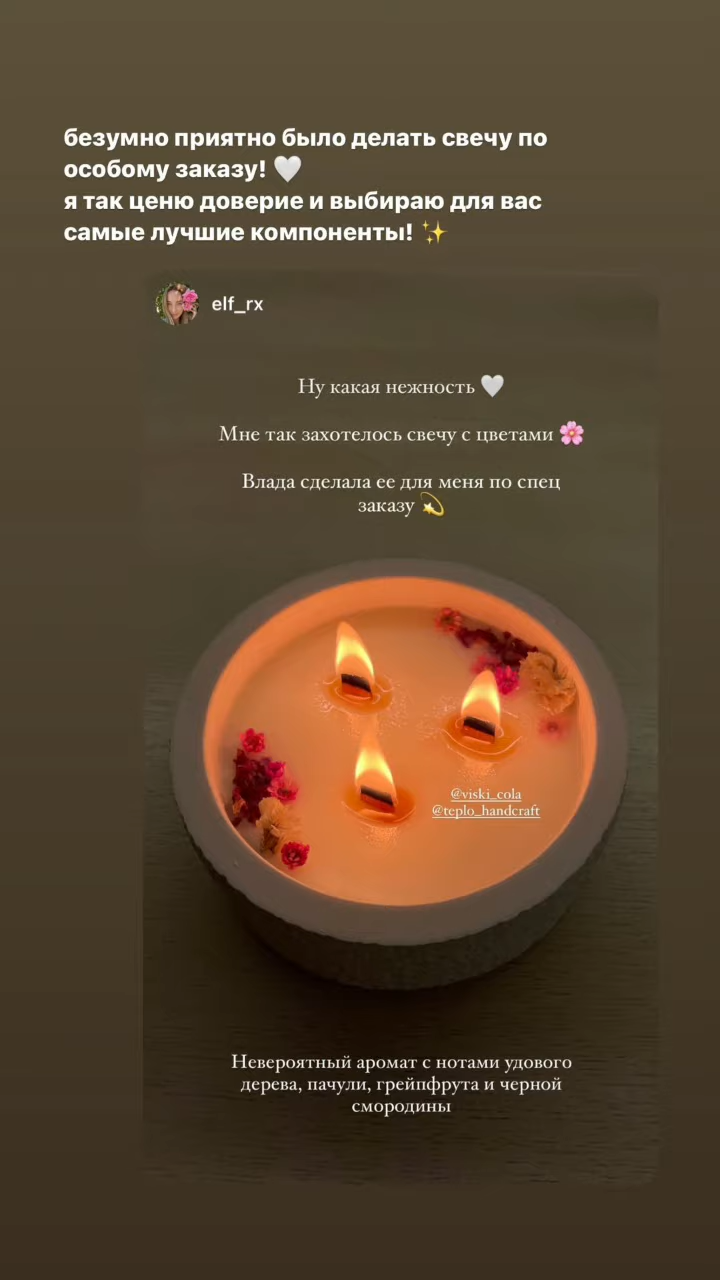 безумно приятно было делать свечу по
особому заказу! 🤍
я так ценю доверие и выбираю для вас
самые лучшие компоненты! ✨
elf_rx
Ну какая нежность 🤍
Мне так захотелось свечу с цветами 🌸
Влада сделала ее для меня по спец
заказу 💫
@viski_cola
@teplo_handcraft
Невероятный аромат с нотами удового
дерева, пачули, грейпфрута и черной
смородины